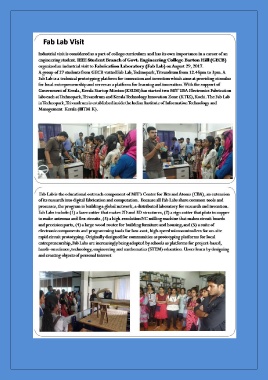 Fab Lab Visit
Industrial visit is considered as a part of college curriculum and has its own importance in a career of an
engineering student. IEEE Student Branch of Govt. Engineering College Barton Hill (GECB)
organized an industrial visit to Fabrication Laboratory (Fab Lab) on August 29, 2017.
A group of 27 students from GECB visited Fab Lab, Technopark, Trivandrum from 12.45pm to 3pm. A
Fab Lab is a technical prototyping platform for innovation and invention which aims at providing stimulus
for local entrepreneurship and serves as a platform for learning and innovation. With the support of
Government of Kerala, Kerala Startup Mission (KSUM) has started two MIT USA Electronics Fabrication
labs each at Technopark, Trivandrum and Kerala Technology Innovation Zone (KTIZ), Kochi. The Fab Lab
in Technopark, Trivandrum is established inside the Indian Institute of Information Technology and
Management Kerala (IIITM-K).
Fab Lab is the educational outreach component of MIT's Center for Bits and Atoms (CBA), an extension
of its research into digital fabrication and computation. Because all Fab Labs share common tools and
processes, the program is building a global network, a distributed laboratory for research and invention.
Fab Labs include (1) a laser cutter that makes 2D and 3D structures, (2) a sign cutter that plots in copper
to make antennas and flex circuits, (3) a high-resolution NC milling machine that makes circuit boards
and precision parts, (4) a large wood router for building furniture and housing, and (5) a suite of
electronic components and programming tools for low-cost, high-speed microcontrollers for on-site
rapid circuit prototyping. Originally designed for communities as prototyping platforms for local
entrepreneurship, Fab Labs are increasingly being adopted by schools as platforms for project-based,
hands-on science, technology, engineering and mathematics (STEM) education. Users learn by designing
and creating objects of personal interest